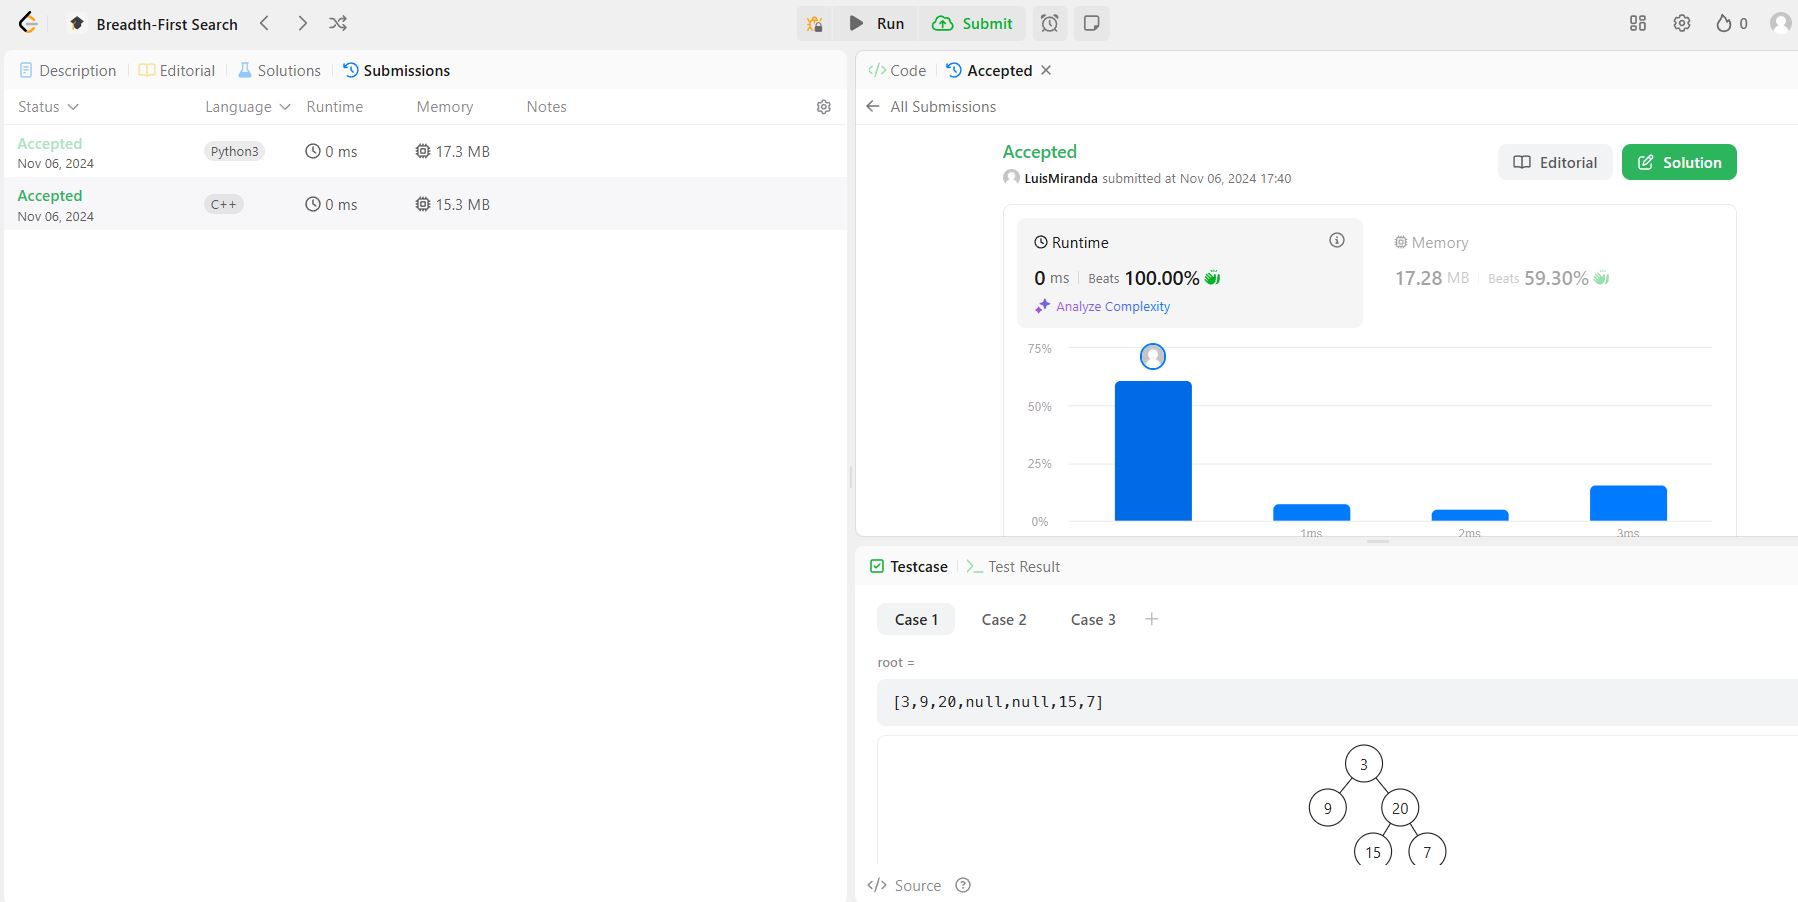 Breadth-First Search
Run
Submit
0
Description
Editorial
Solutions
Submissions
Status
Language
Runtime
Memory
Notes
Accepted
Nov 06, 2024
Python3
0 ms
17.3 MB
Accepted
Nov 06, 2024
C++
0 ms
15.3 MB
</> Code
Accepted
All Submissions
Accepted
LuisMiranda submitted at Nov 06, 2024 17:40
Editorial
Solution
Runtime
0 ms
Beats 100.00%
Analyze Complexity
Memory
17.28 MB
Beats 59.30%
75%
50%
25%
0%
1ms
2ms
3ms
Testcase
>_ Test Result
Case 1
Case 2
Case 3
+
root =
[3,9,20,null,null,15,7]
3
9
20
15
7
</> Source
?